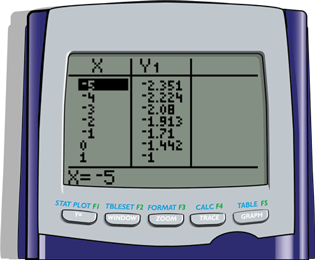 X Y1
-5 -2.351
-4 -2.224
-3 -2.08
-2 -1.913
-1 -1.71
0 -1.442
1 -1
X= -5
STAT PLOT F1 TBLSET F2 FORMAT F3 CALC F4 TABLE F5
Y= WINDOW ZOOM TRACE GRAPH